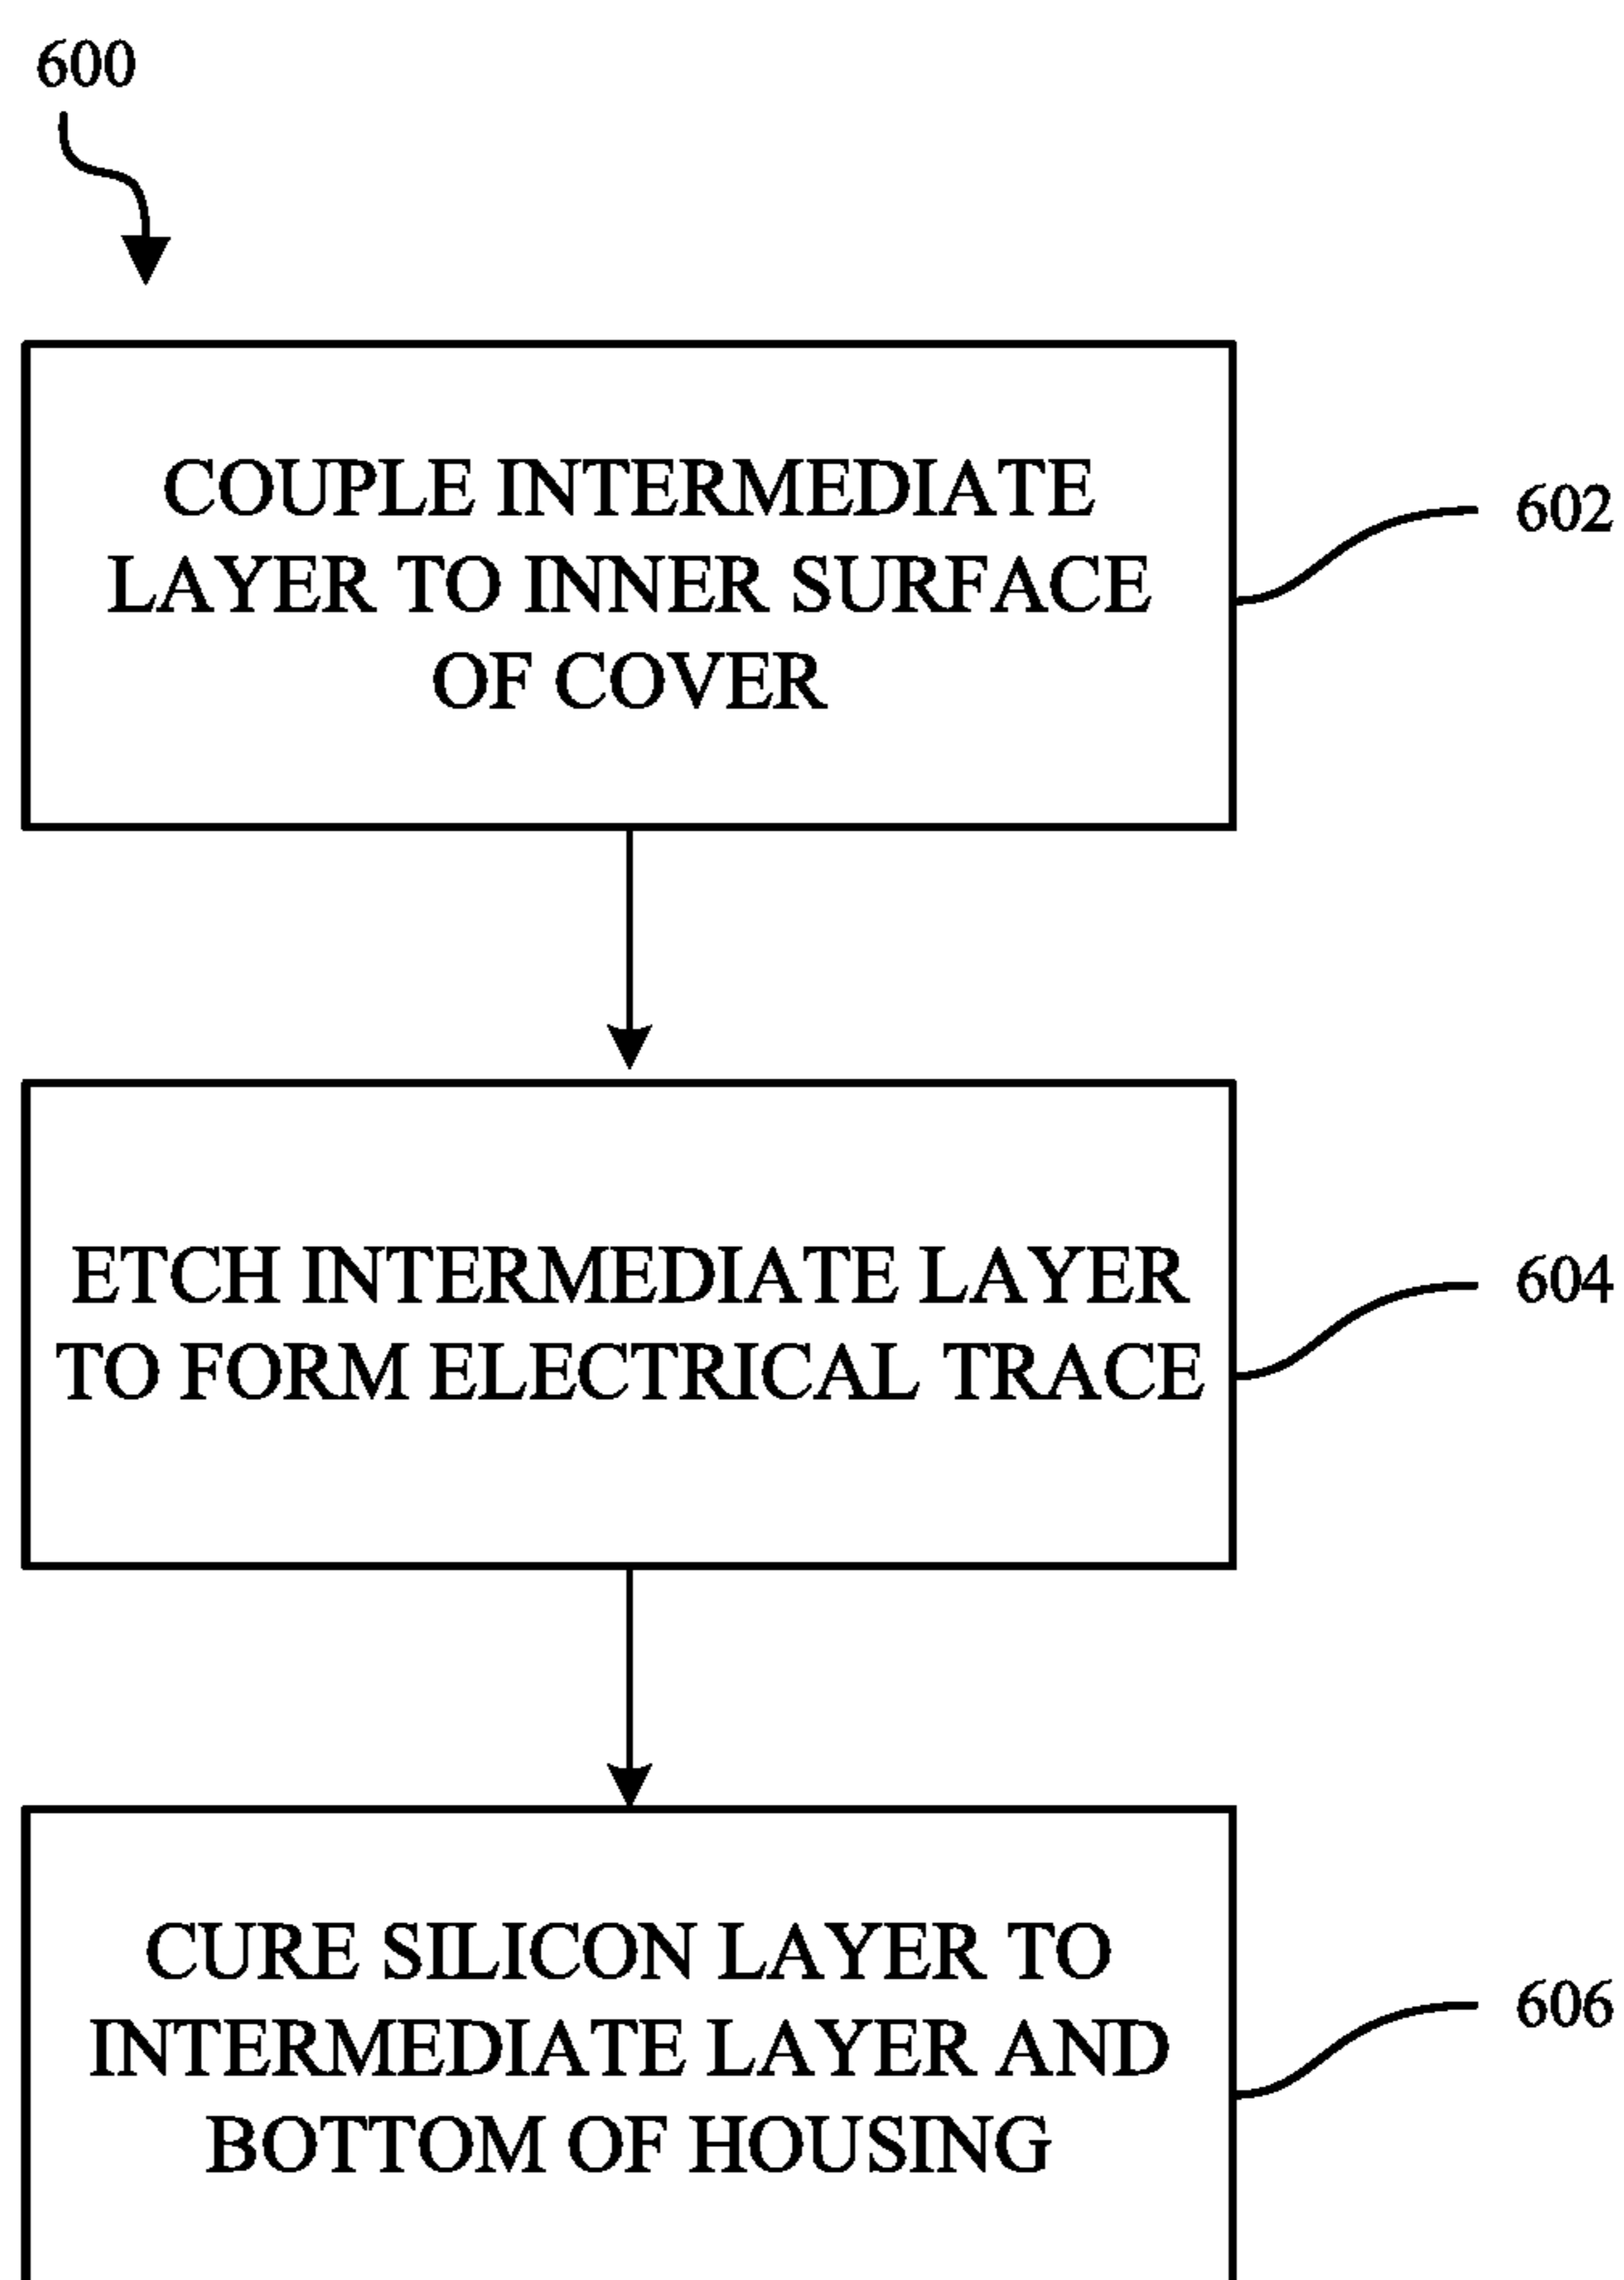 600
COUPLE INTERMEDIATE
LAYER TO INNER SURFACE
OF COVER
602
ETCH INTERMEDIATE LAYER
TO FORM ELECTRICAL TRACE
604
CURE SILICON LAYER TO
INTERMEDIATE LAYER AND
BOTTOM OF HOUSING
606